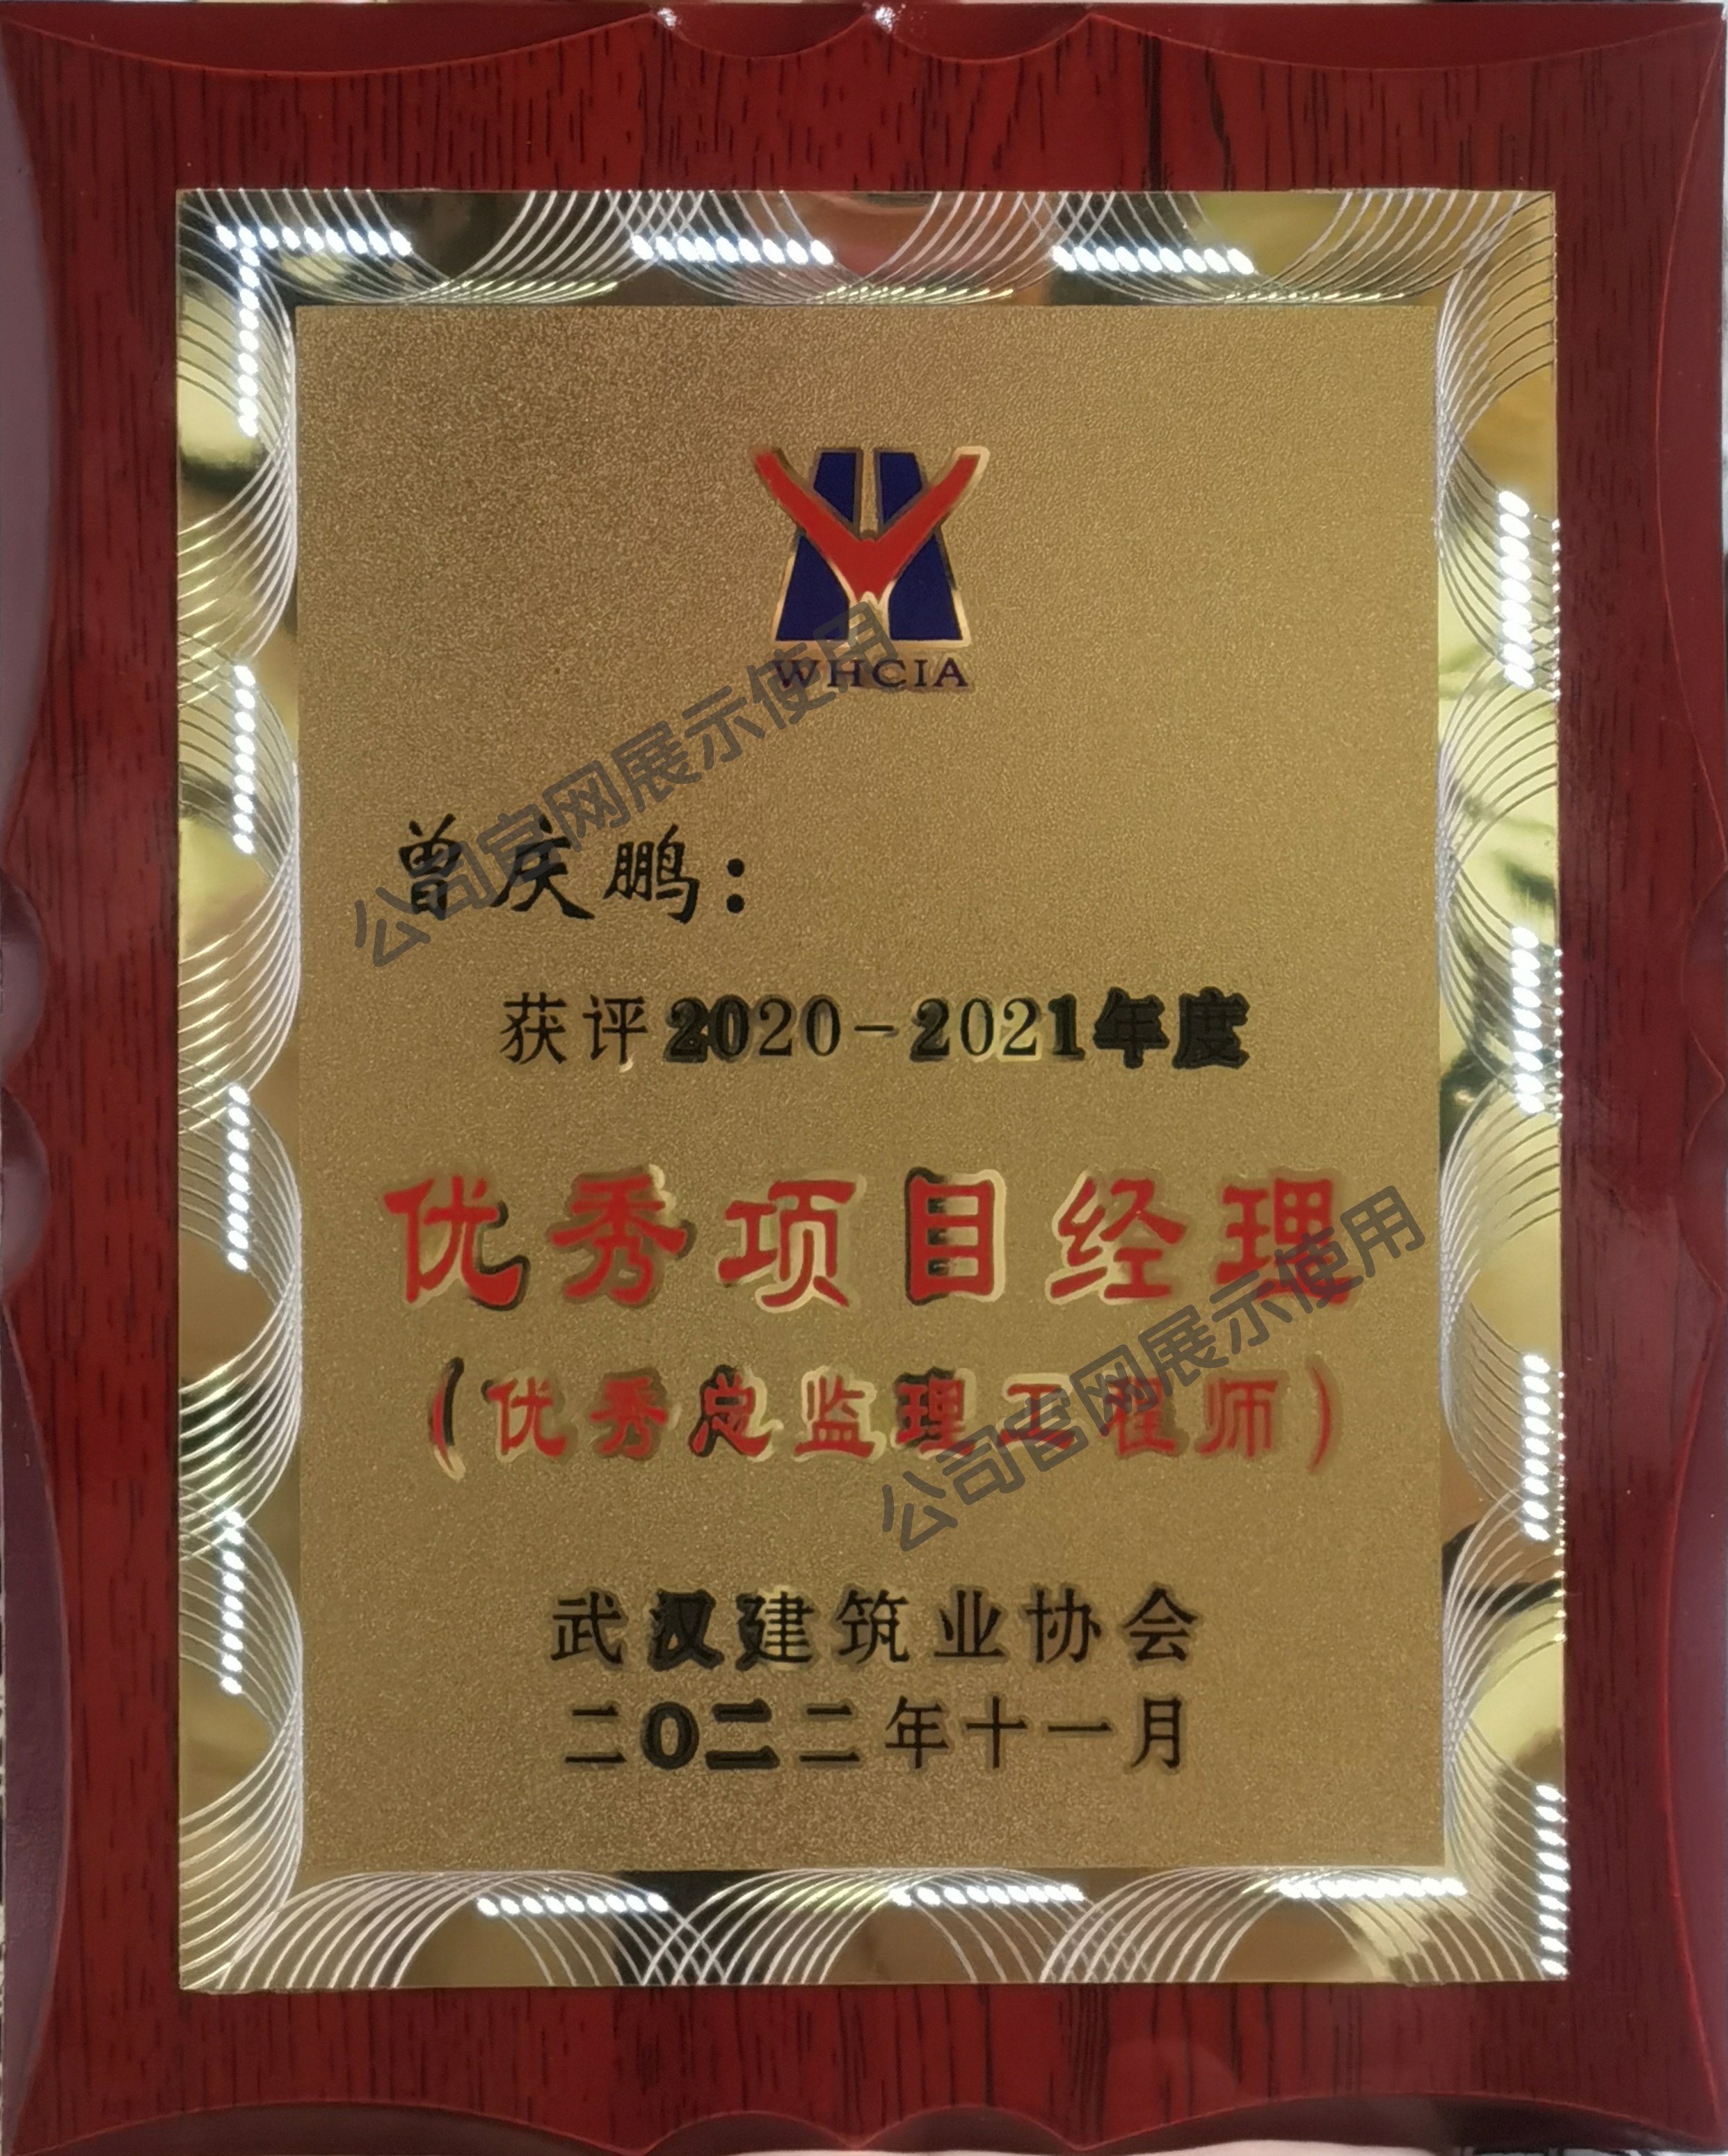 WHCIA
曾庆鹏：
获评2020-2021年度
优秀项目经理
（优秀总监理工程师）
武汉建筑业协会
二0二二年十一月
公司官网展示使用
公司官网展示使用